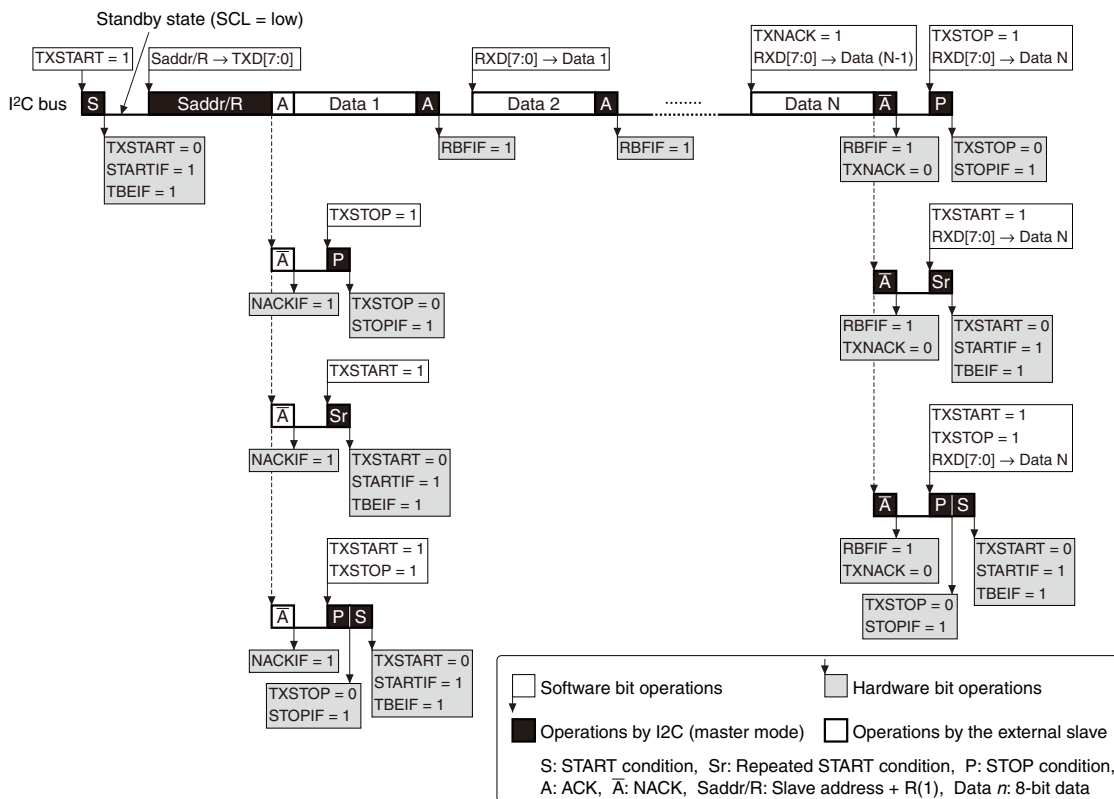 Standby state (SCL = low)
TXSTART = 1
Saddr/R → TXD[7:0]
RXD[7:0] → Data 1
TXNACK = 1
RXD[7:0] → Data (N-1)
TXSTOP = 1
RXD[7:0] → Data N
I²C bus
S
Saddr/R
A
Data 1
A
Data 2
A
........
Data N
A̅
P
TXSTART = 0
STARTIF = 1
TBEIF = 1
RBFIF = 1
RBFIF = 1
RBFIF = 1
TXNACK = 0
TXSTOP = 0
STOPIF = 1
TXSTOP = 1
A̅
P
NACKIF = 1
TXSTOP = 0
STOPIF = 1
TXSTART = 1
RXD[7:0] → Data N
A̅
Sr
RBFIF = 1
TXNACK = 0
TXSTART = 0
STARTIF = 1
TBEIF = 1
TXSTART = 1
A̅
Sr
NACKIF = 1
TXSTART = 0
STARTIF = 1
TBEIF = 1
TXSTART = 1
TXSTOP = 1
RXD[7:0] → Data N
A̅
P
S
RBFIF = 1
TXNACK = 0
TXSTOP = 0
STOPIF = 1
TXSTART = 0
STARTIF = 1
TBEIF = 1
TXSTART = 1
TXSTOP = 1
A̅
P
S
NACKIF = 1
TXSTOP = 0
STOPIF = 1
TXSTART = 0
STARTIF = 1
TBEIF = 1
Software bit operations
Hardware bit operations
Operations by I2C (master mode)
Operations by the external slave
S: START condition, Sr: Repeated START condition, P: STOP condition,
A: ACK, A̅: NACK, Saddr/R: Slave address + R(1), Data n: 8-bit data